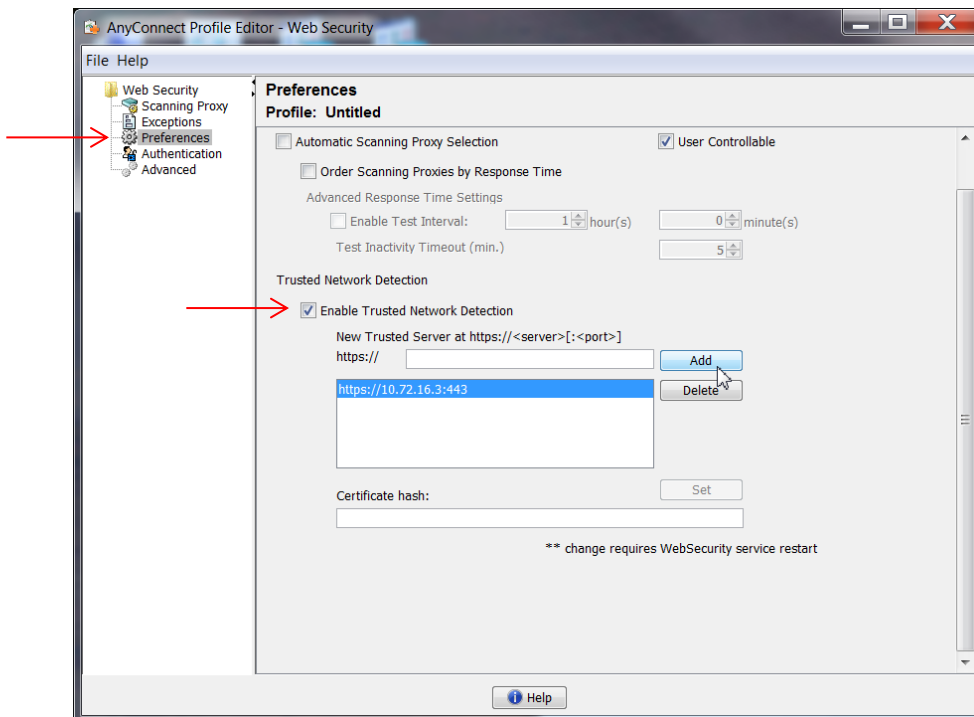 AnyConnect Profile Editor - Web Security
File Help
Web Security
Scanning Proxy
Exceptions
Preferences
Authentication
Advanced
Preferences
Profile: Untitled
Automatic Scanning Proxy Selection
User Controllable
Order Scanning Proxies by Response Time
Advanced Response Time Settings
Enable Test Interval: 1 hour(s) 0 minute(s)
Test Inactivity Timeout (min.) 5
Trusted Network Detection
Enable Trusted Network Detection
New Trusted Server at https://<server>[:<port>]
https:// Add
https://10.72.16.3:443
Delete
Certificate hash:
Set
** change requires WebSecurity service restart
Help